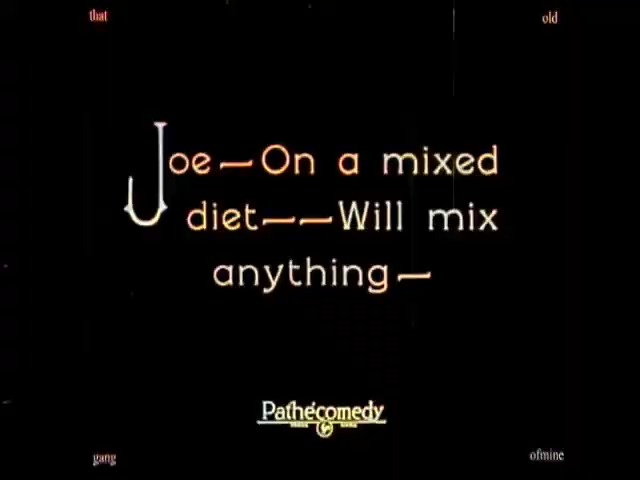 that
old
Joe—On a mixed
diet——Will mix
anything—
Pathécomedy
gang
ofmine